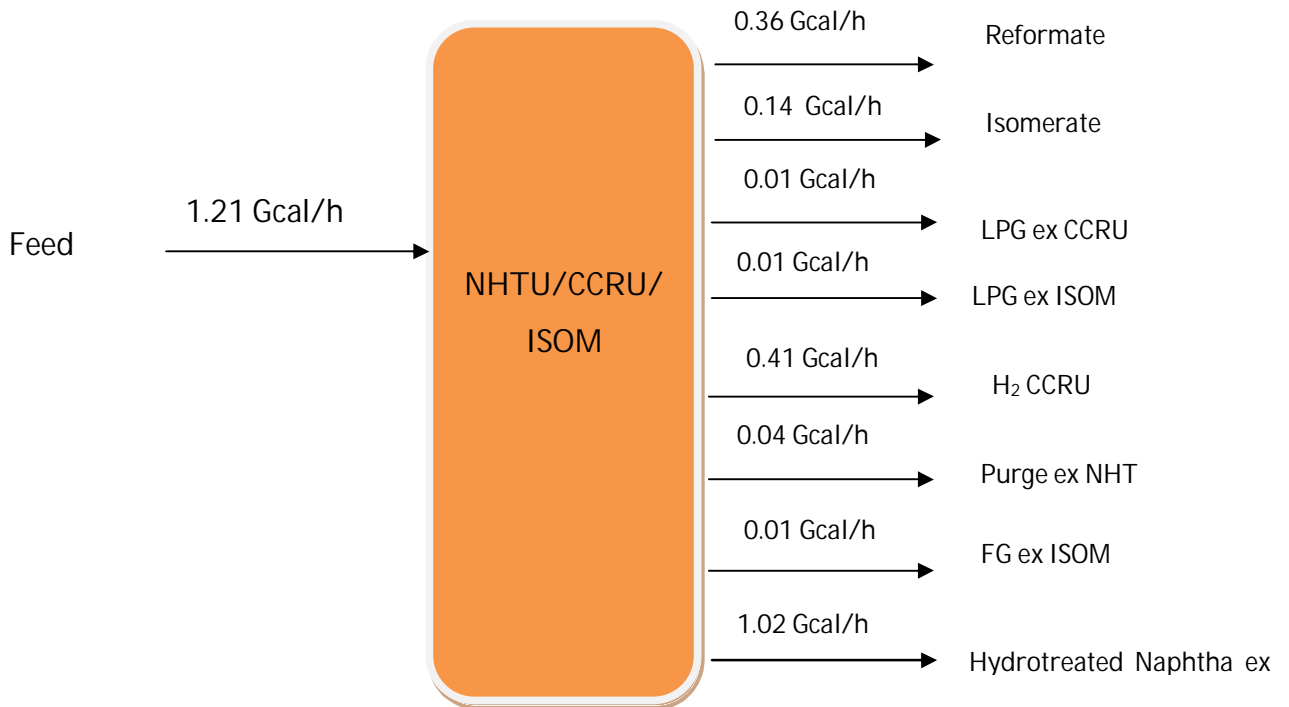 0.36 Gcal/h
Reformate
0.14 Gcal/h
Isomerate
0.01 Gcal/h
LPG ex CCRU
1.21 Gcal/h
Feed
NHTU/CCRU/
ISOM
0.01 Gcal/h
LPG ex ISOM
0.41 Gcal/h
H₂ CCRU
0.04 Gcal/h
Purge ex NHT
0.01 Gcal/h
FG ex ISOM
1.02 Gcal/h
Hydrotreated Naphtha ex